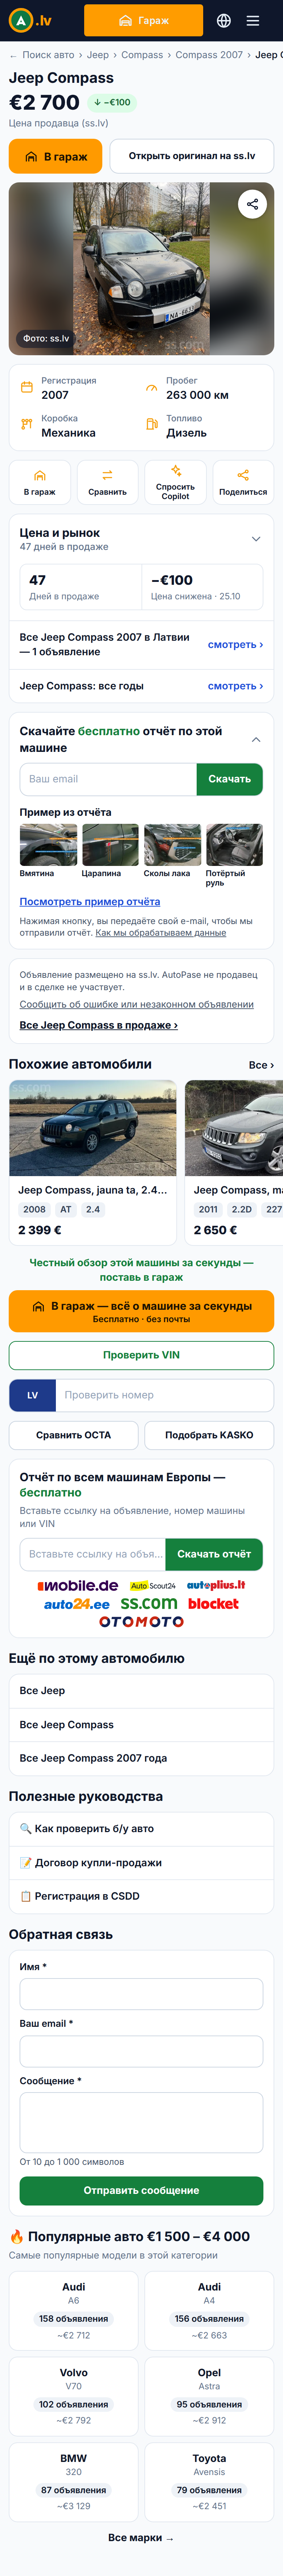 A .lv
Гараж
← Поиск авто › Jeep › Compass › Compass 2007 › Jeep C
Jeep Compass
€2 700 ↓ −€100
Цена продавца (ss.lv)
В гараж
Открыть оригинал на ss.lv
Фото: ss.lv
ss.com
Регистрация
2007
Пробег
263 000 км
Коробка
Механика
Топливо
Дизель
В гараж
Сравнить
Спросить
Copilot
Поделиться
Цена и рынок
47 дней в продаже
47
Дней в продаже
−€100
Цена снижена · 25.10
Все Jeep Compass 2007 в Латвии
— 1 объявление
смотреть ›
Jeep Compass: все годы
смотреть ›
Скачайте бесплатно отчёт по этой
машине
Ваш email
Скачать
Пример из отчёта
Вмятина
Царапина
Сколы лака
Потёртый
руль
Посмотреть пример отчёта
Нажимая кнопку, вы передаёте свой e-mail, чтобы мы
отправили отчёт. Как мы обрабатываем данные
Объявление размещено на ss.lv. AutoPase не продавец
и в сделке не участвует.
Сообщить об ошибке или незаконном объявлении
Все Jeep Compass в продаже ›
Похожие автомобили
Все ›
ss.com
Jeep Compass, jauna ta, 2.4…
2008 AT 2.4
2 399 €
Jeep Compass, ma
2011 2.2D 227
2 650 €
Честный обзор этой машины за секунды —
поставь в гараж
В гараж — всё о машине за секунды
Бесплатно · без почты
Проверить VIN
LV
Проверить номер
Сравнить OCTA
Подобрать KASKO
Отчёт по всем машинам Европы —
бесплатно
Вставьте ссылку на объявление, номер машины
или VIN
Вставьте ссылку на объя…
Скачать отчёт
mobile.de
AutoScout24
autoplius.lt
auto24.ee
ss.com
blocket
OTOMOTO
Ещё по этому автомобилю
Все Jeep
Все Jeep Compass
Все Jeep Compass 2007 года
Полезные руководства
🔍 Как проверить б/у авто
📝 Договор купли-продажи
📋 Регистрация в CSDD
Обратная связь
Имя *
Ваш email *
Сообщение *
От 10 до 1 000 символов
Отправить сообщение
🔥 Популярные авто €1 500 – €4 000
Самые популярные модели в этой категории
Audi
A6
158 объявления
~€2 712
Audi
A4
156 объявления
~€2 663
Volvo
V70
102 объявления
~€2 792
Opel
Astra
95 объявления
~€2 912
BMW
320
87 объявления
~€3 129
Toyota
Avensis
79 объявления
~€2 451
Все марки →